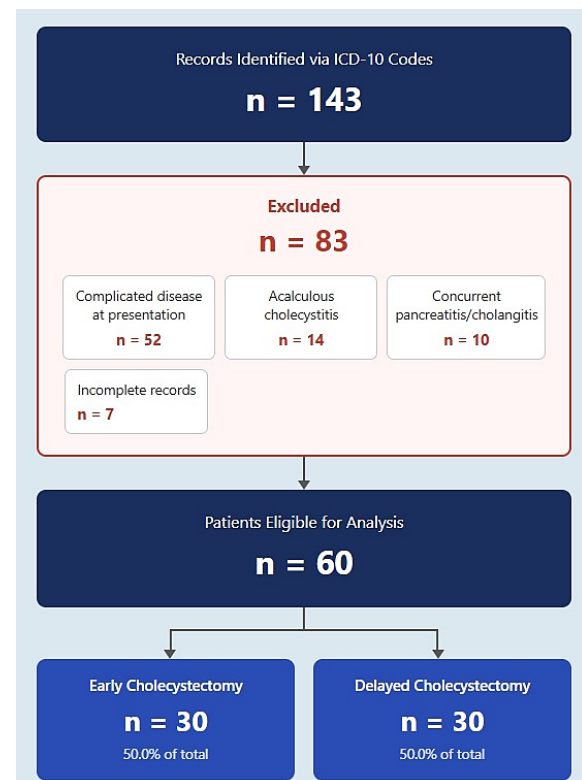 Records Identified via ICD-10 Codes
n = 143
Excluded
n = 83
Complicated disease
at presentation
n = 52
Acalculous
cholecystitis
n = 14
Concurrent
pancreatitis/cholangitis
n = 10
Incomplete records
n = 7
Patients Eligible for Analysis
n = 60
Early Cholecystectomy
n = 30
50.0% of total
Delayed Cholecystectomy
n = 30
50.0% of total